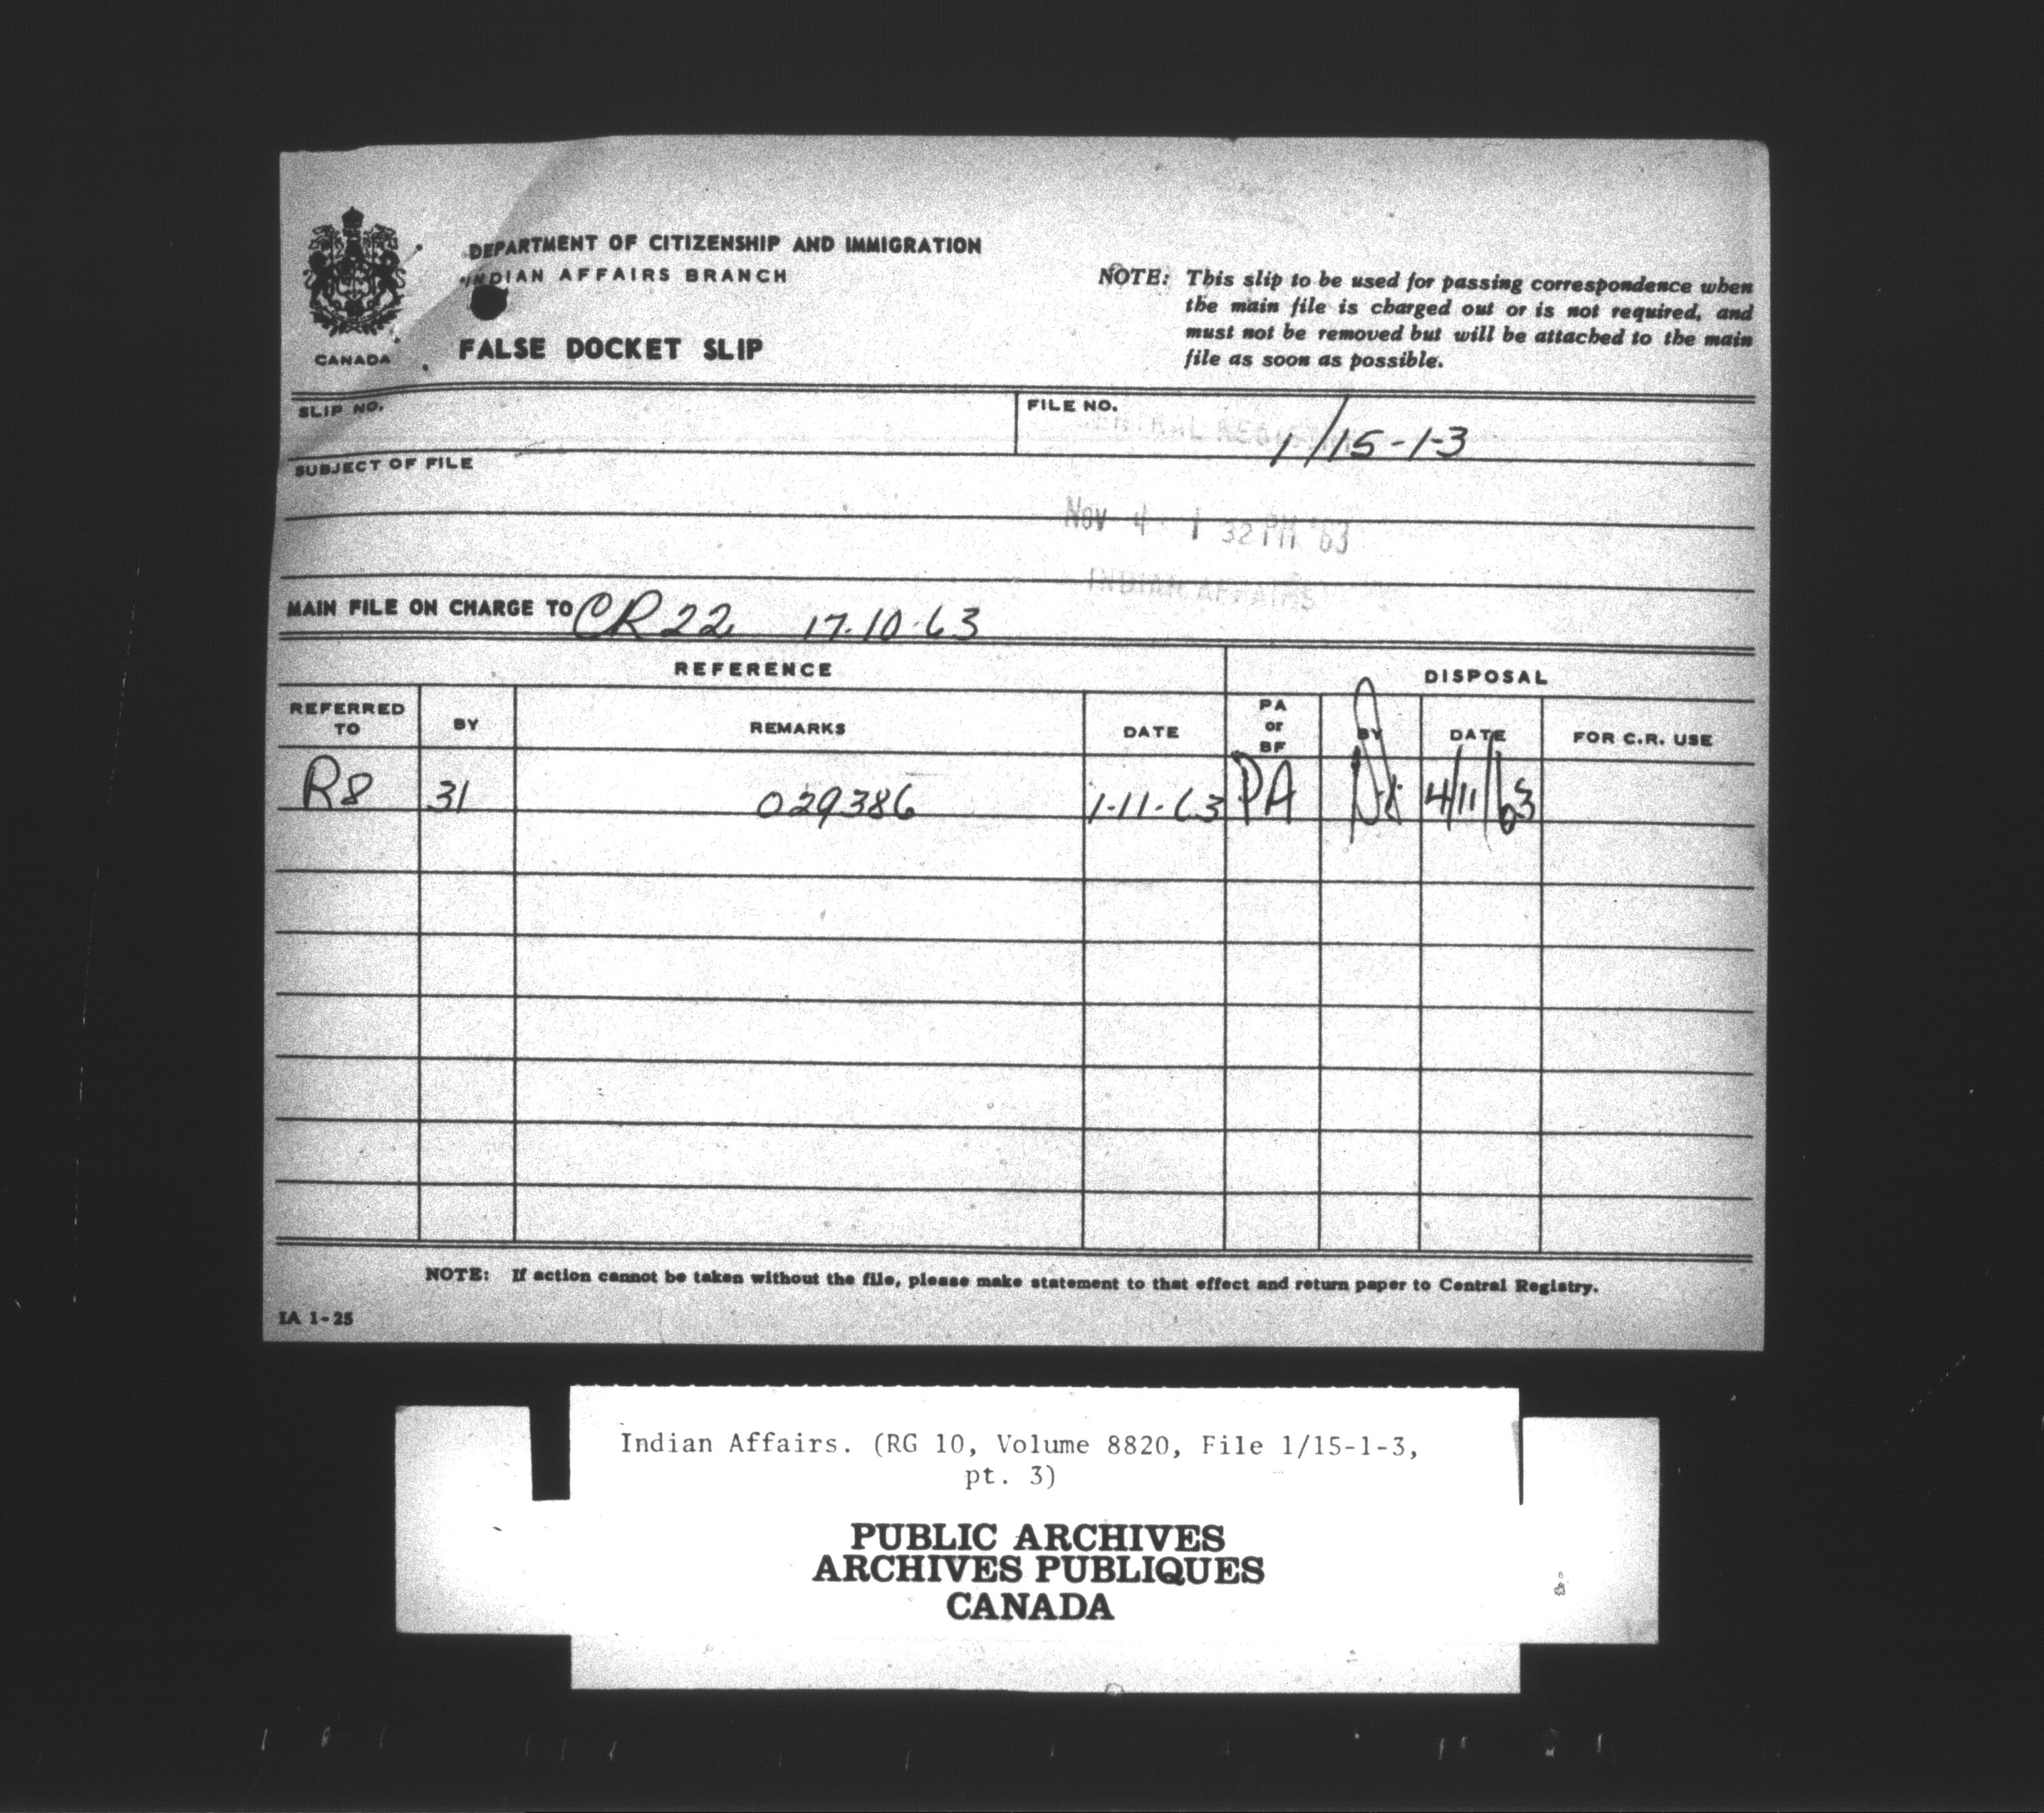 DEPARTMENT OF CITIZENSHIP AND IMMIGRATION
INDIAN AFFAIRS BRANCH
CANADA
FALSE DOCKET SLIP
NOTE: This slip to be used for passing correspondence when
the main file is charged out or is not required, and
must not be removed but will be attached to the main
file as soon as possible.
SLIP NO.
FILE NO.
CENTRAL REGISTRY
1/15-1-3
SUBJECT OF FILE
Nov 4 1 32 PM '63
INDIAN AFFAIRS
MAIN FILE ON CHARGE TO CR 22 17.10.63
REFERENCE
DISPOSAL
REFERRED TO
BY
REMARKS
DATE
PA or BF
BY
DATE
FOR C.R. USE
R8 31 029386 1-11-63 PA 4/11/63
NOTE: If action cannot be taken without the file, please make statement to that effect and return paper to Central Registry.
IA 1-25
Indian Affairs. (RG 10, Volume 8820, File 1/15-1-3,
pt. 3)
PUBLIC ARCHIVES
ARCHIVES PUBLIQUES
CANADA